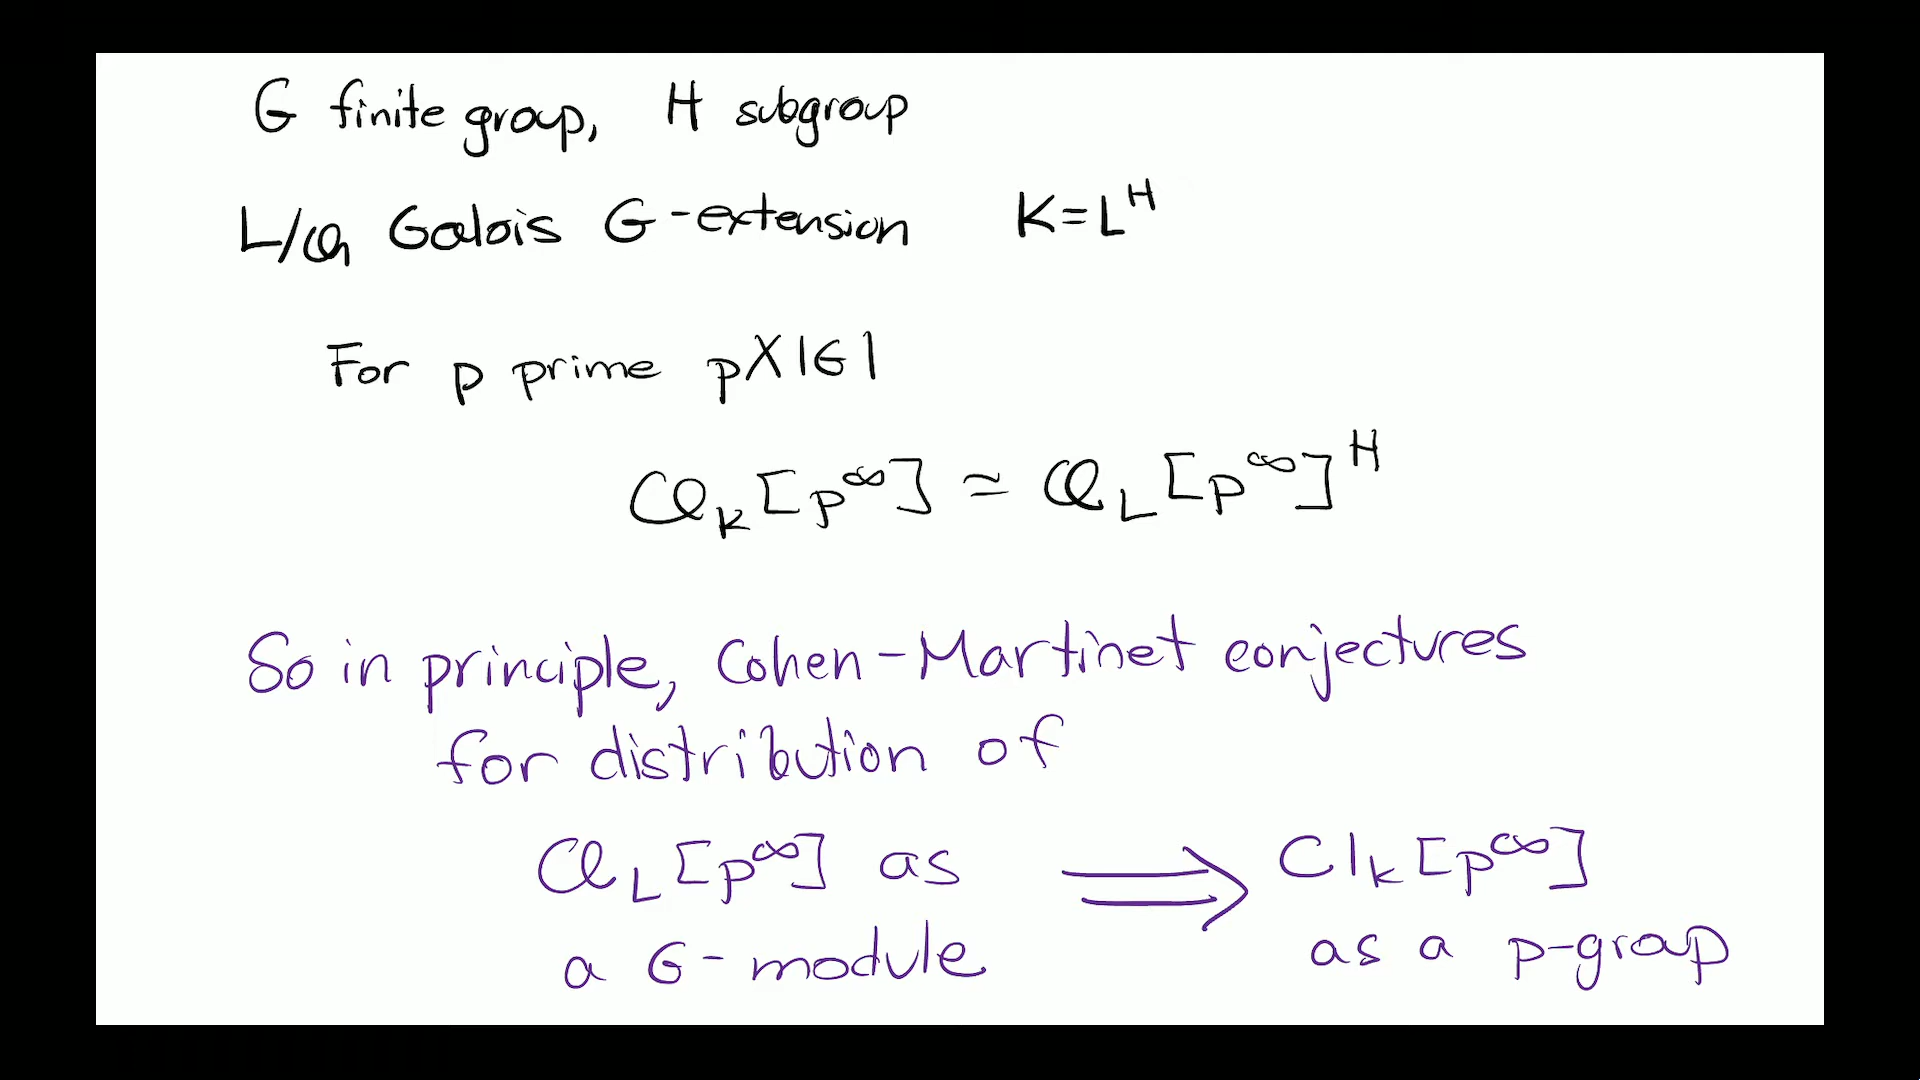 G finite group, H subgroup
L/ℚ Galois G-extension K=L^H
For p prime p∤|G|
Cl_K[p^∞] ≃ Cl_L[p^∞]^H
So in principle, Cohen-Martinet conjectures
for distribution of
Cl_L[p^∞] as ⟹ Cl_K[p^∞]
a G-module as a p-group